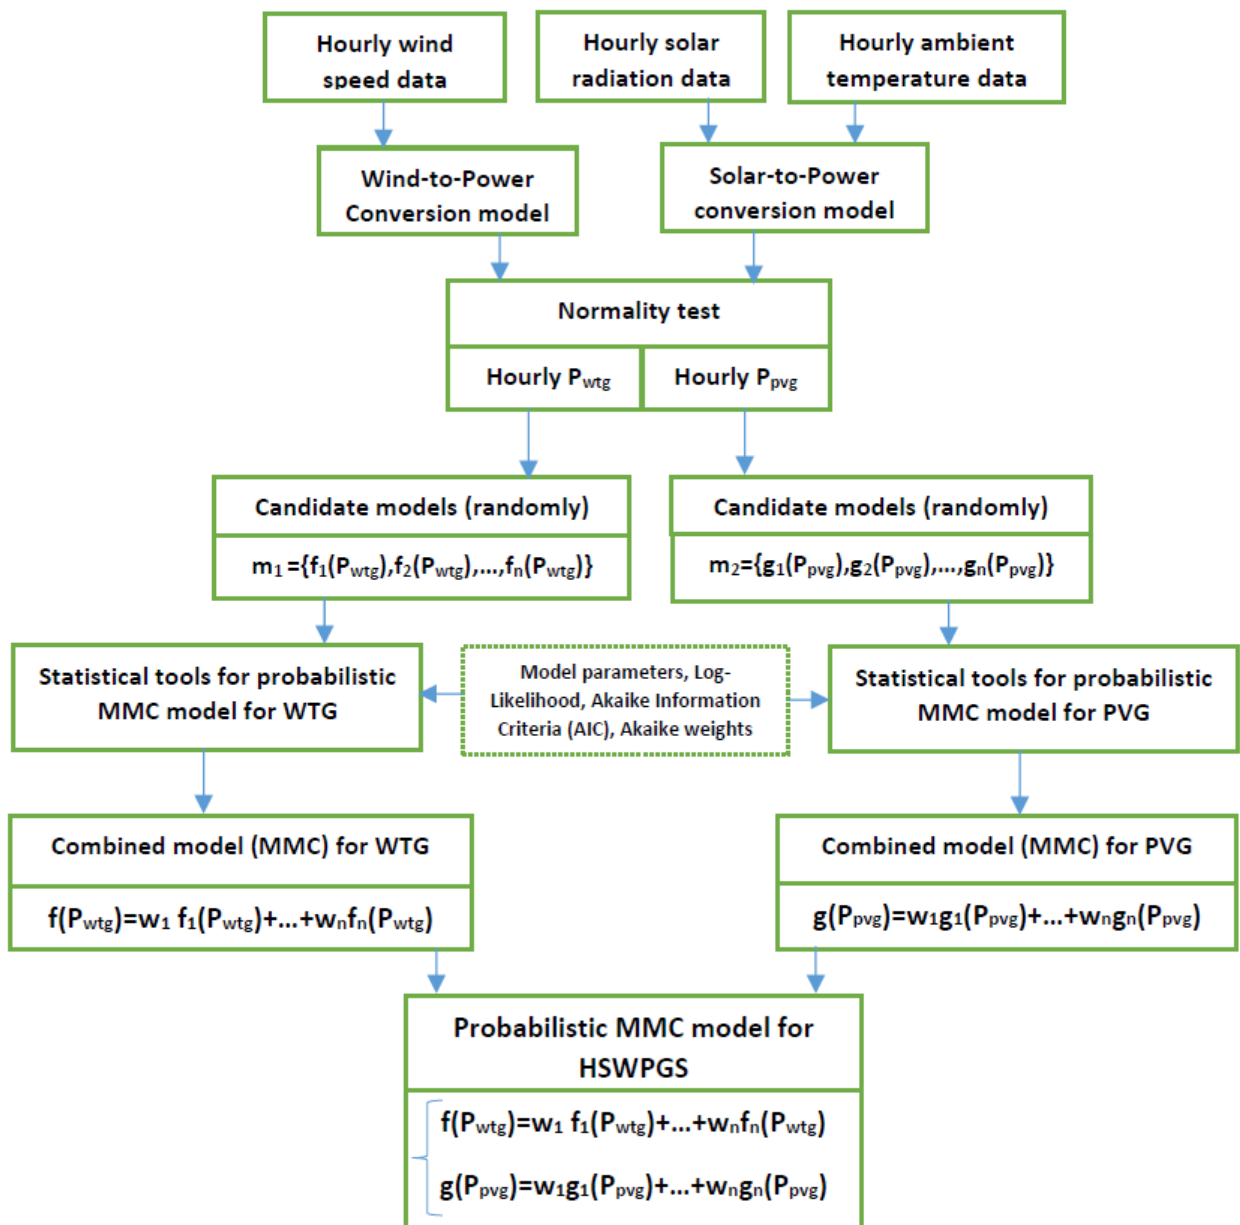 Hourly wind
speed data
Hourly solar
radiation data
Hourly ambient
temperature data
Wind-to-Power
Conversion model
Solar-to-Power
conversion model
Normality test
Hourly Pwtg
Hourly Ppvg
Candidate models (randomly)
m₁ ={f₁(Pwtg),f₂(Pwtg),...,fn(Pwtg)}
Candidate models (randomly)
m₂={g₁(Ppvg),g₂(Ppvg),...,gn(Ppvg)}
Statistical tools for probabilistic
MMC model for WTG
Model parameters, Log-
Likelihood, Akaike Information
Criteria (AIC), Akaike weights
Statistical tools for probabilistic
MMC model for PVG
Combined model (MMC) for WTG
f(Pwtg)=w₁ f₁(Pwtg)+...+wnfn(Pwtg)
Combined model (MMC) for PVG
g(Ppvg)=w₁g₁(Ppvg)+...+wngn(Ppvg)
Probabilistic MMC model for
HSWPGS
f(Pwtg)=w₁ f₁(Pwtg)+...+wnfn(Pwtg)
g(Ppvg)=w₁g₁(Ppvg)+...+wngn(Ppvg)